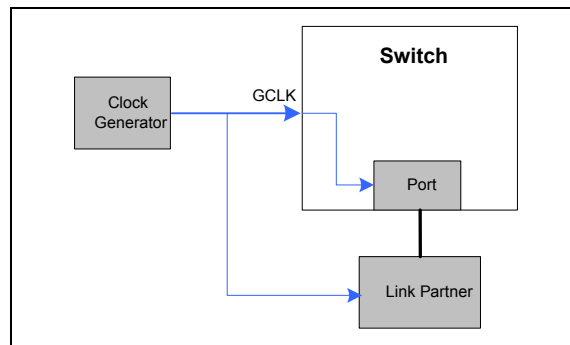 Switch
Clock
Generator
GCLK
Port
Link Partner